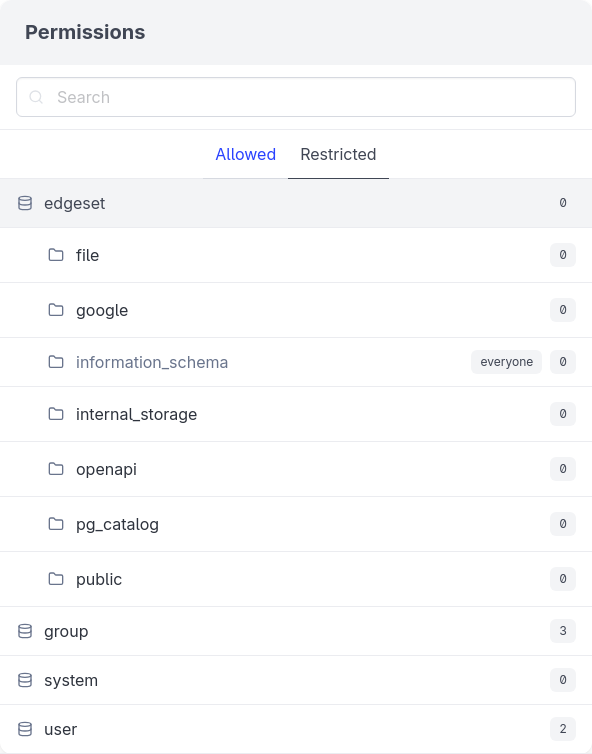 Permissions
Search
Allowed Restricted
edgeset 0
file 0
google 0
information_schema everyone 0
internal_storage 0
openapi 0
pg_catalog 0
public 0
group 3
system 0
user 2